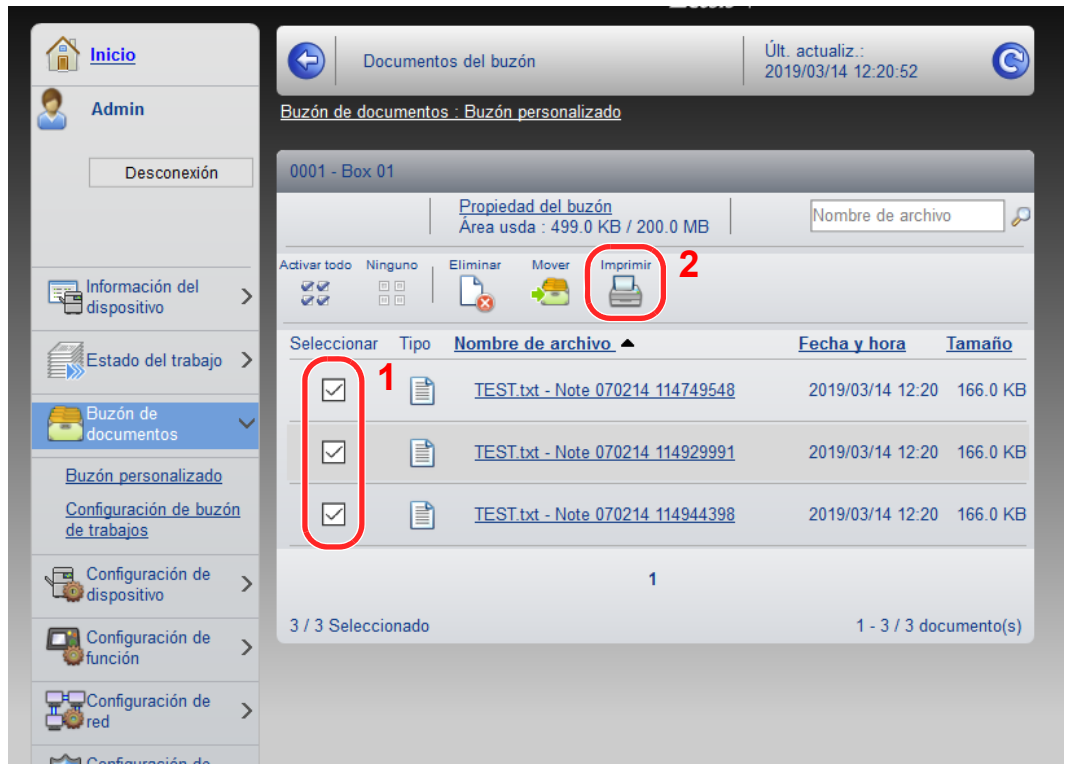 Inicio
Admin
Desconexión
Información del
dispositivo
Estado del trabajo
Buzón de
documentos
Buzón personalizado
Configuración de buzón
de trabajos
Configuración de
dispositivo
Configuración de
función
Configuración de
red
Configuración de
Documentos del buzón
Últ. actualiz.:
2019/03/14 12:20:52
Buzón de documentos : Buzón personalizado
0001 - Box 01
Propiedad del buzón
Área usda : 499.0 KB / 200.0 MB
Nombre de archivo
Activar todo Ninguno Eliminar Mover Imprimir 2
Seleccionar Tipo Nombre de archivo Fecha y hora Tamaño
1
TEST.txt - Note 070214 114749548 2019/03/14 12:20 166.0 KB
TEST.txt - Note 070214 114929991 2019/03/14 12:20 166.0 KB
TEST.txt - Note 070214 114944398 2019/03/14 12:20 166.0 KB
1
3 / 3 Seleccionado 1 - 3 / 3 documento(s)